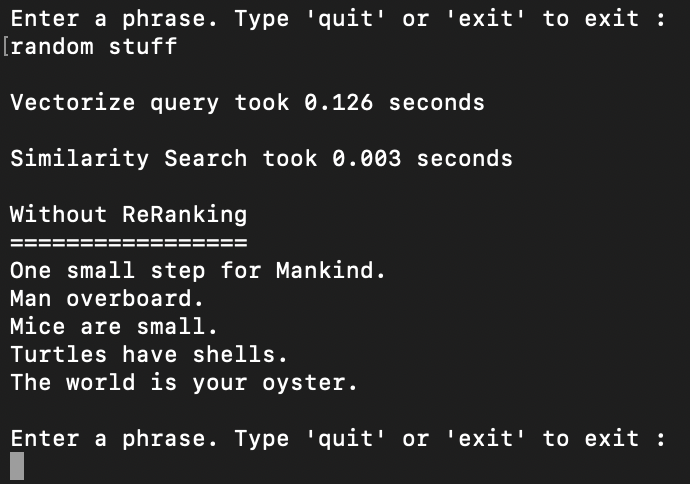 Enter a phrase. Type 'quit' or 'exit' to exit :
[random stuff
Vectorize query took 0.126 seconds
Similarity Search took 0.003 seconds
Without ReRanking
=================
One small step for Mankind.
Man overboard.
Mice are small.
Turtles have shells.
The world is your oyster.
Enter a phrase. Type 'quit' or 'exit' to exit :